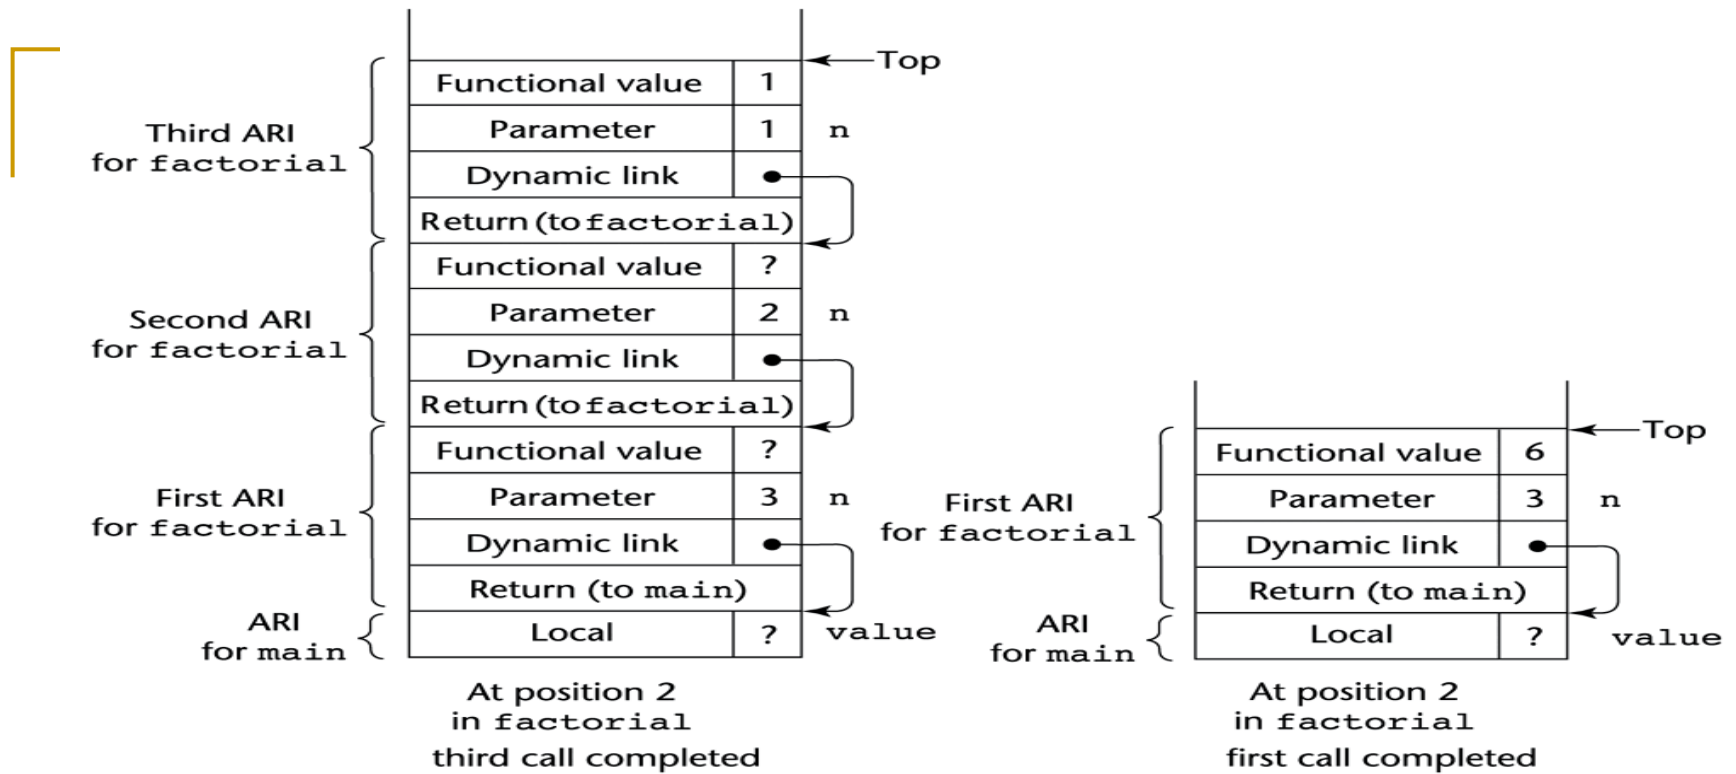 Top
Functional value 1
Third ARI
for factorial
Parameter 1 n
Dynamic link
Return (to factorial)
Functional value ?
Second ARI
for factorial
Parameter 2 n
Dynamic link
Return (to factorial)
Functional value ?
First ARI
for factorial
Parameter 3 n
Dynamic link
Return (to main)
ARI
for main
Local ? value
At position 2
in factorial
third call completed
Top
Functional value 6
First ARI
for factorial
Parameter 3 n
Dynamic link
Return (to main)
ARI
for main
Local ? value
At position 2
in factorial
first call completed